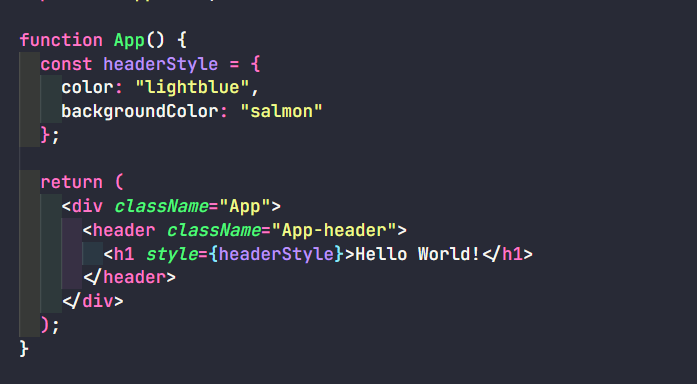 function App() {
  const headerStyle = {
    color: "lightblue",
    backgroundColor: "salmon"
  };
  return (
    <div className="App">
      <header className="App-header">
        <h1 style={headerStyle}>Hello World!</h1>
      </header>
    </div>
  );
}